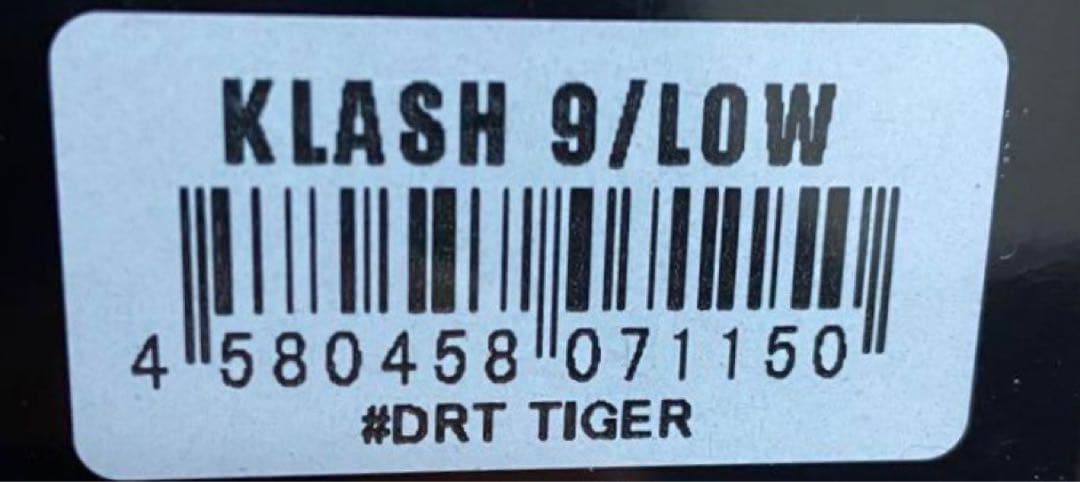 KLASH 9/LOW
4 580458 071150
#DRT TIGER